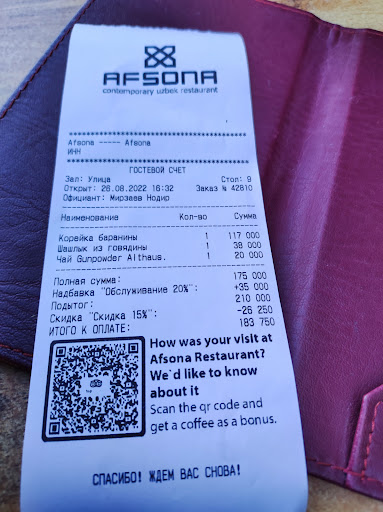 AFSONA
contemporary uzbek restaurant
Afsona ----- Afsona
ИНН
ГОСТЕВОЙ СЧЕТ
Зал: Улица Стол: 9
Открыт: 26.08.2022 16:32 Заказ № 42810
Официант: Мирзаев Нодир
Наименование Кол-во Сумма
Корейка баранины 1 117 000
Шашлык из говядины 1 38 000
Чай Gunpowder Althaus. 1 20 000
Полная сумма: 175 000
Надбавка "Обслуживание 20%": +35 000
Подытог: 210 000
Скидка "Скидка 15%": -26 250
ИТОГО К ОПЛАТЕ: 183 750
How was your visit at
Afsona Restaurant?
We'd like to know
about it
Scan the qr code and
get a coffee as a bonus.
СПАСИБО! ЖДЕМ ВАС СНОВА!